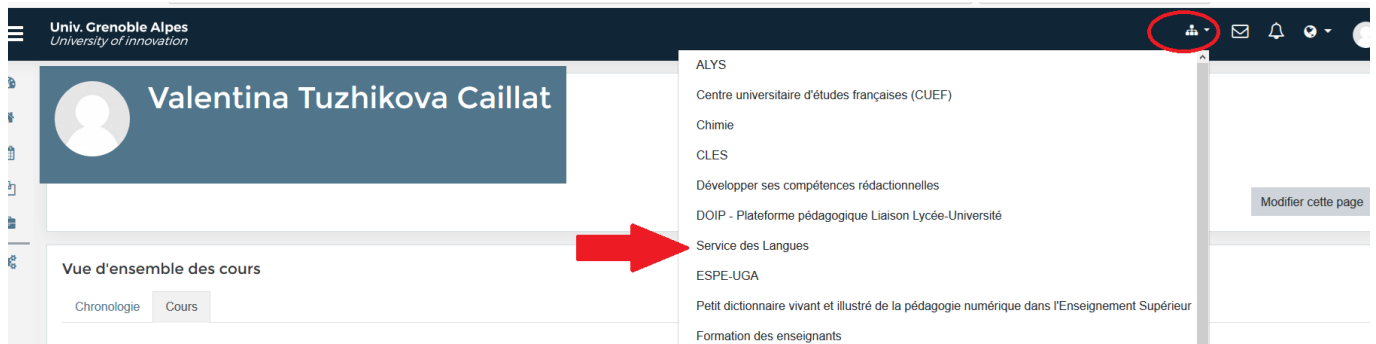 Univ. Grenoble Alpes
University of innovation
Valentina Tuzhikova Caillat
ALYS
Centre universitaire d'études françaises (CUEF)
Chimie
CLES
Développer ses compétences rédactionnelles
DOIP - Plateforme pédagogique Liaison Lycée-Université
Service des Langues
ESPE-UGA
Petit dictionnaire vivant et illustré de la pédagogie numérique dans l'Enseignement Supérieur
Formation des enseignants
Modifier cette page
Vue d'ensemble des cours
Chronologie Cours